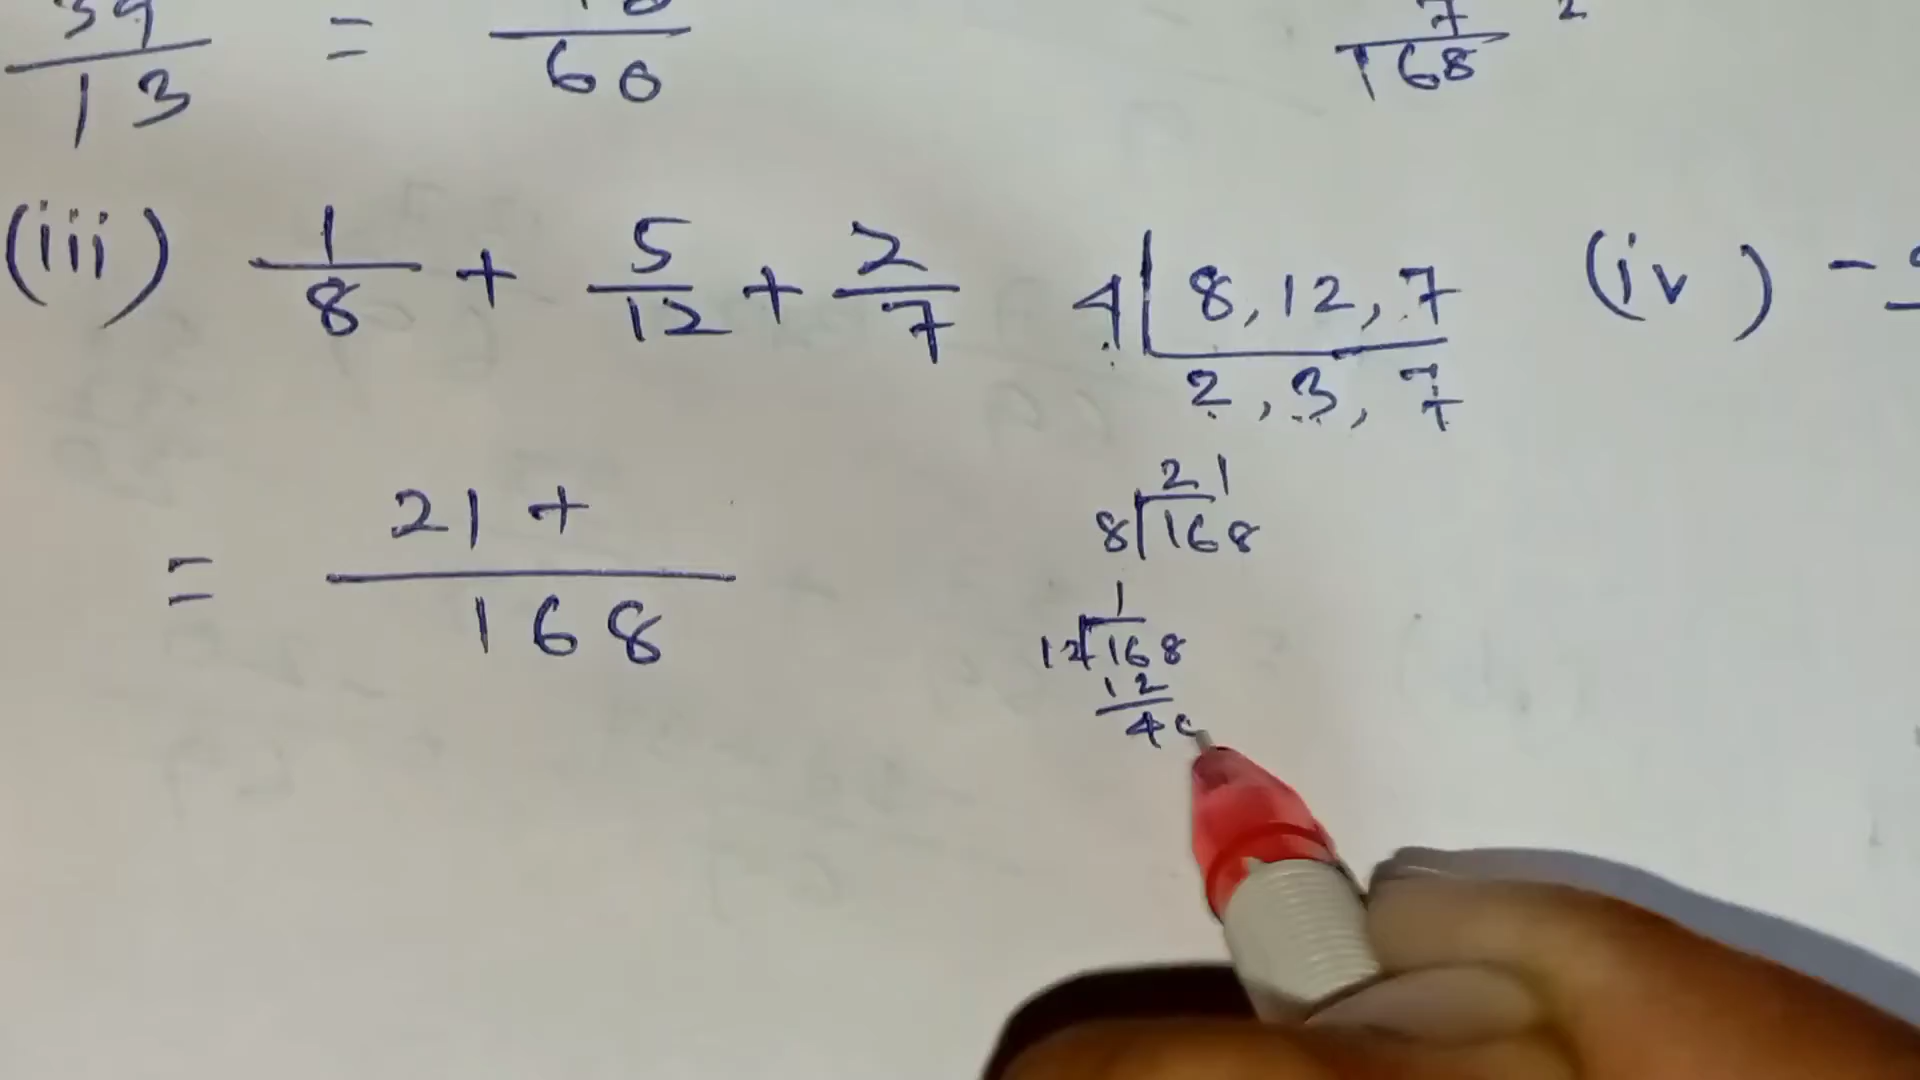 39/13 = /60
7/168 2
(iii) 1/8 + 5/12 + 2/7
4 | 8, 12, 7
2, 3, 7
(iv) -
= 21 + / 168
21
8 | 168
1
12 | 168
12
4